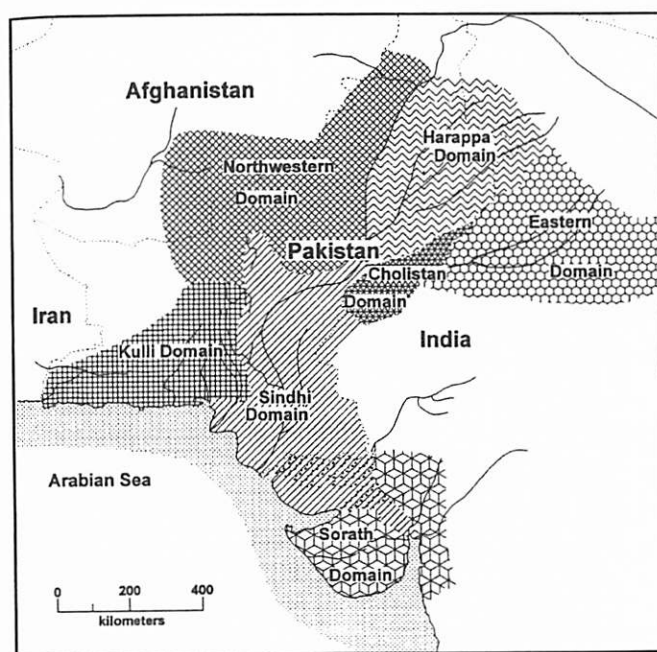 Afghanistan
Harappa
Domain
Northwestern
Domain
Eastern
Pakistan
Cholistan
Domain
Domain
Iran
India
Kulli Domain
Sindhi
Domain
Arabian Sea
Sorath
Domain
0 200 400
kilometers